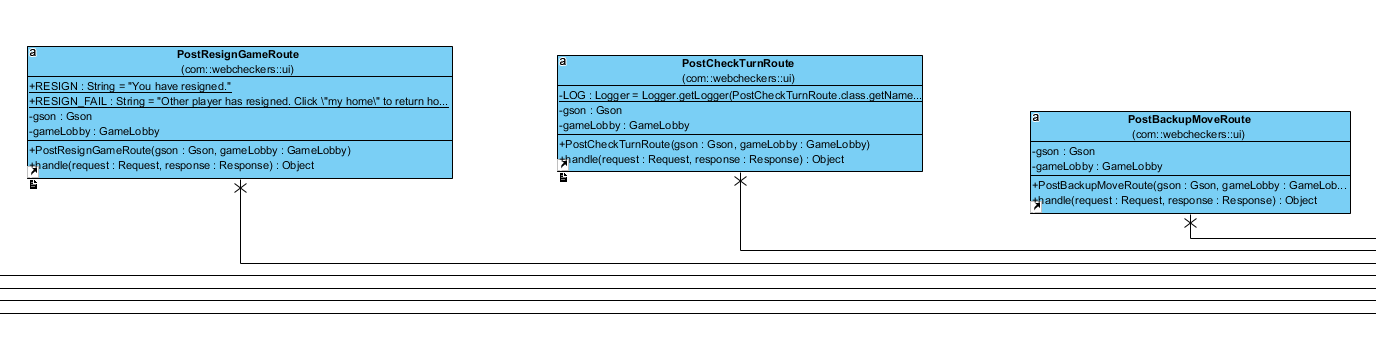 a
PostResignGameRoute
(com::webcheckers::ui)
+RESIGN : String = "You have resigned."
+RESIGN_FAIL : String = "Other player has resigned. Click \"my home\" to return ho...
-gson : Gson
-gameLobby : GameLobby
+PostResignGameRoute(gson : Gson, gameLobby : GameLobby)
+handle(request : Request, response : Response) : Object
a
PostCheckTurnRoute
(com::webcheckers::ui)
-LOG : Logger = Logger.getLogger(PostCheckTurnRoute.class.getName...
-gson : Gson
-gameLobby : GameLobby
+PostCheckTurnRoute(gson : Gson, gameLobby : GameLobby)
+handle(request : Request, response : Response) : Object
a
PostBackupMoveRoute
(com::webcheckers::ui)
-gson : Gson
-gameLobby : GameLobby
+PostBackupMoveRoute(gson : Gson, gameLobby : GameLob...
+handle(request : Request, response : Response) : Object